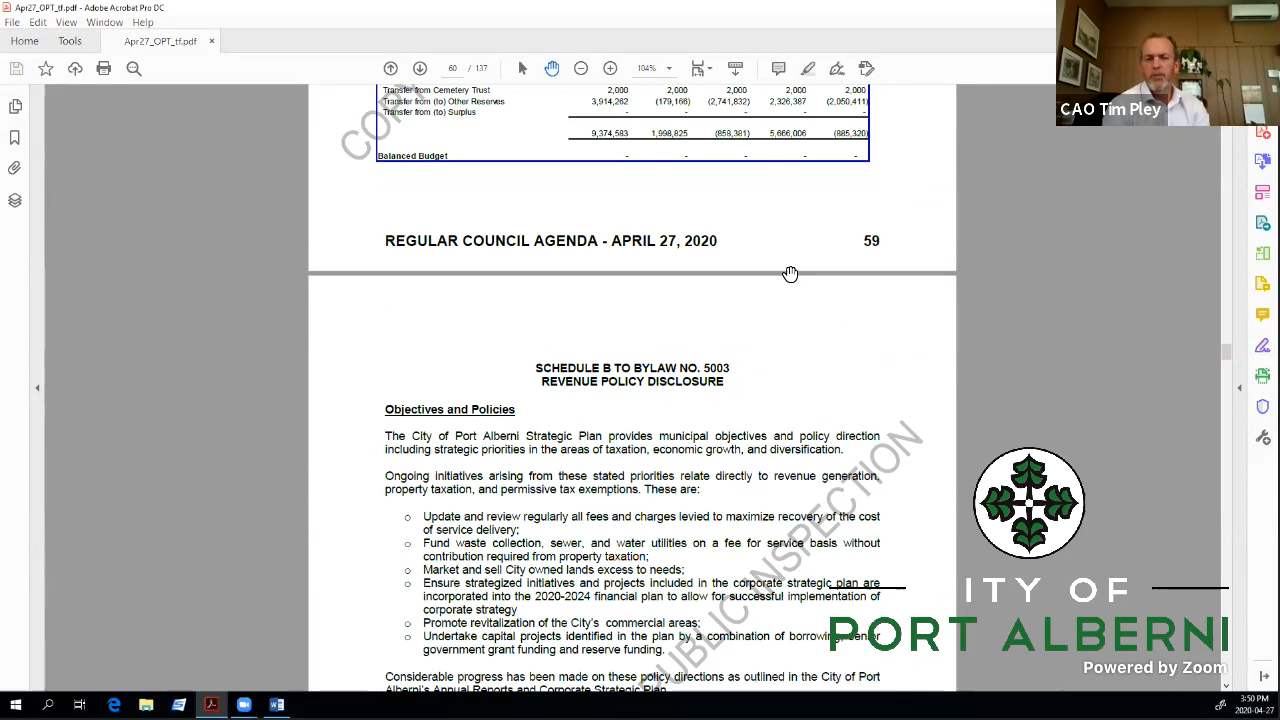 Apr27_OPT_tf.pdf - Adobe Acrobat Pro DC
File Edit View Window Help
Home Tools Apr27_OPT_tf.pdf ×
60 / 137 104%
CAO Tim Pley
Transfer from Cemetery Trust 2,000 2,000 2,000 2,000 2,000
Transfer from (to) Other Reserves 3,914,262 (179,166) (2,741,832) 2,326,387 (2,050,411)
Transfer from (to) Surplus - - - - -
9,374,583 1,998,825 (858,381) 5,666,006 (885,320)
Balanced Budget - - - - -
REGULAR COUNCIL AGENDA - APRIL 27, 2020 59
SCHEDULE B TO BYLAW NO. 5003
REVENUE POLICY DISCLOSURE
Objectives and Policies
The City of Port Alberni Strategic Plan provides municipal objectives and policy direction
including strategic priorities in the areas of taxation, economic growth, and diversification.
Ongoing initiatives arising from these stated priorities relate directly to revenue generation,
property taxation, and permissive tax exemptions. These are:
○ Update and review regularly all fees and charges levied to maximize recovery of the cost
of service delivery;
○ Fund waste collection, sewer, and water utilities on a fee for service basis without
contribution required from property taxation;
○ Market and sell City owned lands excess to needs;
○ Ensure strategized initiatives and projects included in the corporate strategic plan are
incorporated into the 2020-2024 financial plan to allow for successful implementation of
corporate strategy
○ Promote revitalization of the City's commercial areas;
○ Undertake capital projects identified in the plan by a combination of borrowing, senior
government grant funding and reserve funding.
Considerable progress has been made on these policy directions as outlined in the City of Port
Alberni's Annual Reports and Corporate Strategic Plan
PUBLIC INSPECTION
CITY OF
PORT ALBERNI
Powered by Zoom
3:50 PM
2020-04-27